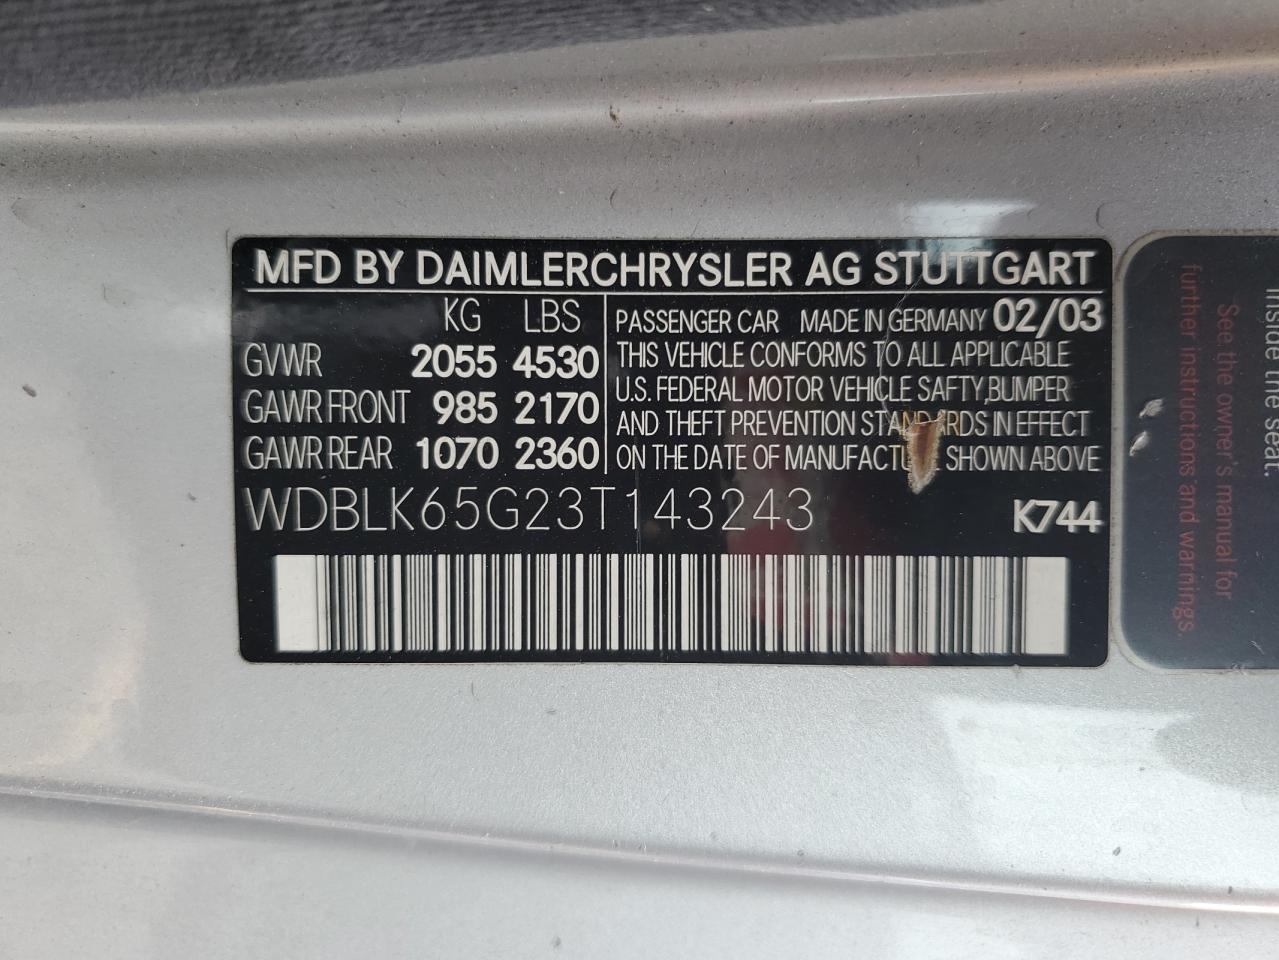 MFD BY DAIMLERCHRYSLER AG STUTTGART
KG LBS
GVWR 2055 4530
GAWR FRONT 985 2170
GAWR REAR 1070 2360
PASSENGER CAR MADE IN GERMANY 02/03
THIS VEHICLE CONFORMS TO ALL APPLICABLE
U.S. FEDERAL MOTOR VEHICLE SAFTY,BUMPER
AND THEFT PREVENTION STANDARDS IN EFFECT
ON THE DATE OF MANUFACTU SHOWN ABOVE
WDBLK65G23T143243 K744
inside the seat.
See the owner's manual for
further instructions and warnings.